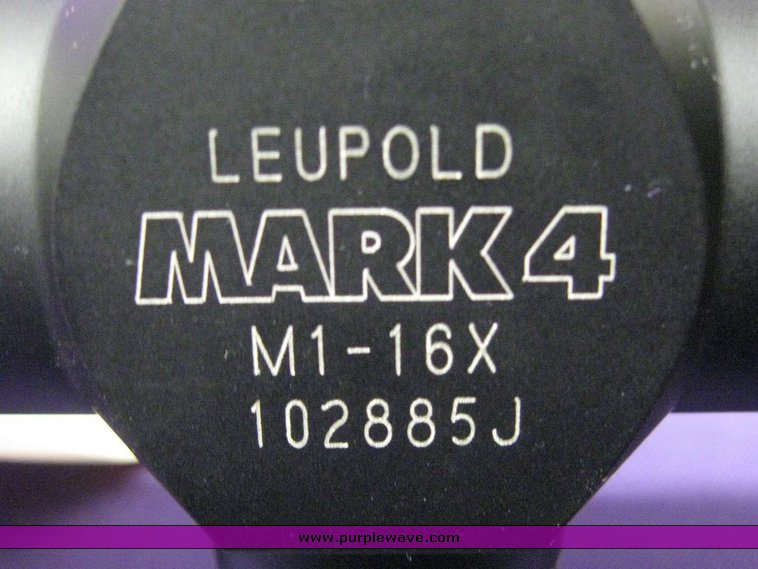 LEUPOLD
MARK 4
M1-16X
102885J
www.purplewave.com